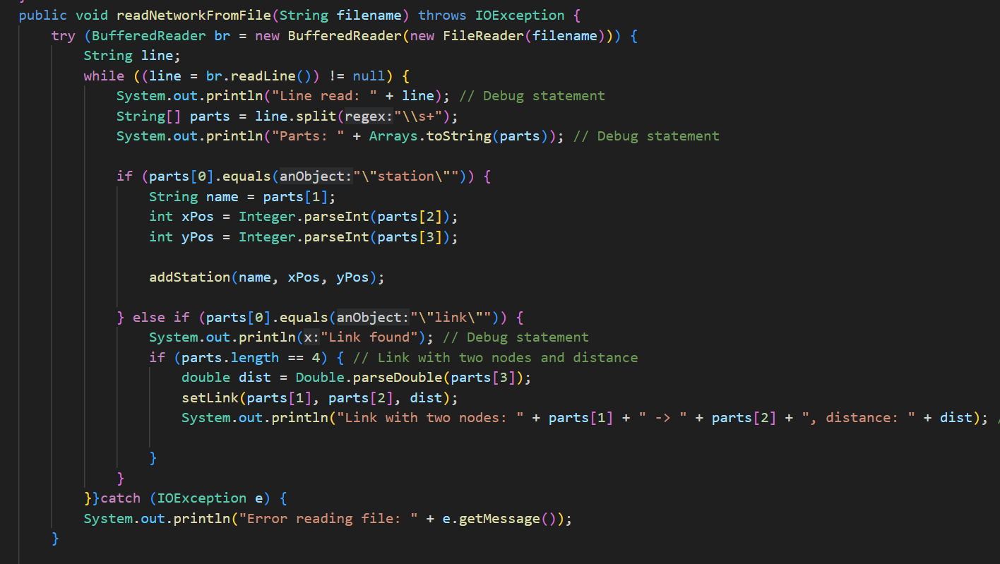 public void readNetworkFromFile(String filename) throws IOException {
try (BufferedReader br = new BufferedReader(new FileReader(filename))) {
String line;
while ((line = br.readLine()) != null) {
System.out.println("Line read: " + line); // Debug statement
String[] parts = line.split(regex:"\\s+");
System.out.println("Parts: " + Arrays.toString(parts)); // Debug statement
if (parts[0].equals(anObject:"\"station\"")) {
String name = parts[1];
int xPos = Integer.parseInt(parts[2]);
int yPos = Integer.parseInt(parts[3]);
addStation(name, xPos, yPos);
} else if (parts[0].equals(anObject:"\"link\"")) {
System.out.println(x:"Link found"); // Debug statement
if (parts.length == 4) { // Link with two nodes and distance
double dist = Double.parseDouble(parts[3]);
setLink(parts[1], parts[2], dist);
System.out.println("Link with two nodes: " + parts[1] + " -> " + parts[2] + ", distance: " + dist); /
}
}
}}catch (IOException e) {
System.out.println("Error reading file: " + e.getMessage());
}